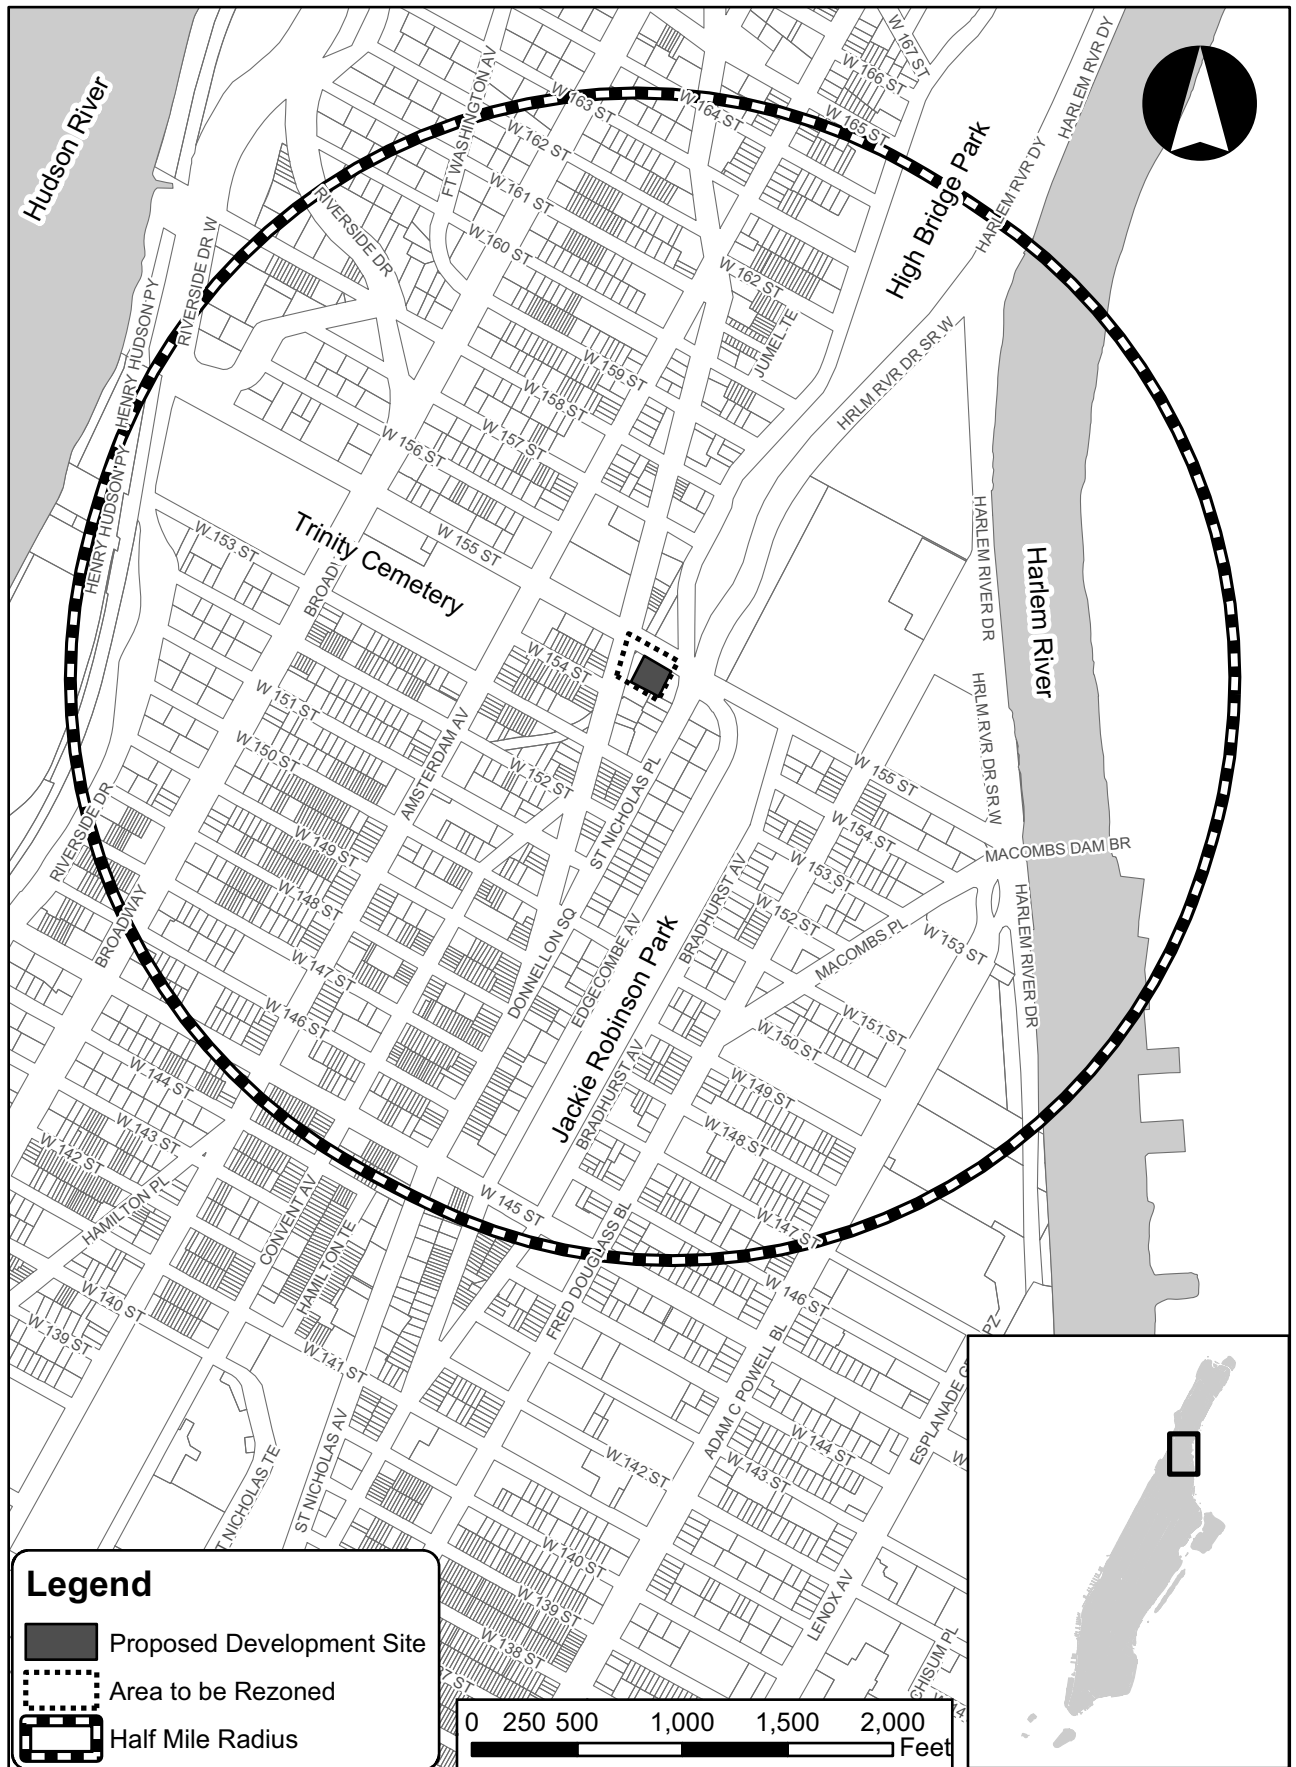 W 167 ST
HARLEM RVR DY
FT WASHINGTON AV
W 166 ST
Hudson River
W 163 ST
W 164 ST
W 165 ST
W 162 ST
High Bridge Park
HARLEM RVR DY
W 161 ST
RIVERSIDE DR
W 160 ST
RIVERSIDE DR W
W 162 ST
HENRY HUDSON PY
JUMEL TE
HRLM RVR DR SR W
W 159 ST
W 158 ST
W 157 ST
W 156 ST
HENRY HUDSON PY
W 155 ST
Trinity Cemetery
W 153 ST
HARLEM RIVER DR
Harlem River
W 154 ST
W 151 ST
HRLM RVR DR SR W
AMSTERDAM AV
W 150 ST
W 152 ST
W 155 ST
ST NICHOLAS PL
W 154 ST
MACOMBS DAM BR
RIVERSIDE DR
W 149 ST
W 153 ST
BRADHURST AV
W 148 ST
W 152 ST
HARLEM RIVER DR
BROADWAY
MACOMBS PL
W 153 ST
DONNELLON SQ
EDGECOMBE AV
W 147 ST
Jackie Robinson Park
W 146 ST
W 151 ST
W 150 ST
W 144 ST
BRADHURST AV
W 149 ST
W 143 ST
W 148 ST
W 142 ST
HAMILTON PL
CONVENT AV
W 145 ST
HAMILTON TE
FRED DOUGLASS BL
W 147 ST
W 140 ST
W 146 ST
W 139 ST
W 141 ST
ADAM C POWELL BL
ESPLANADE
PZ
ST NICHOLAS AV
W 144 ST
W 142 ST
W 143 ST
NICHOLAS TE
W 140 ST
W 139 ST
LENOX AV
W 138 ST
CHISUM PL
Legend
Proposed Development Site
Area to be Rezoned
Half Mile Radius
0 250 500 1,000 1,500 2,000
Feet